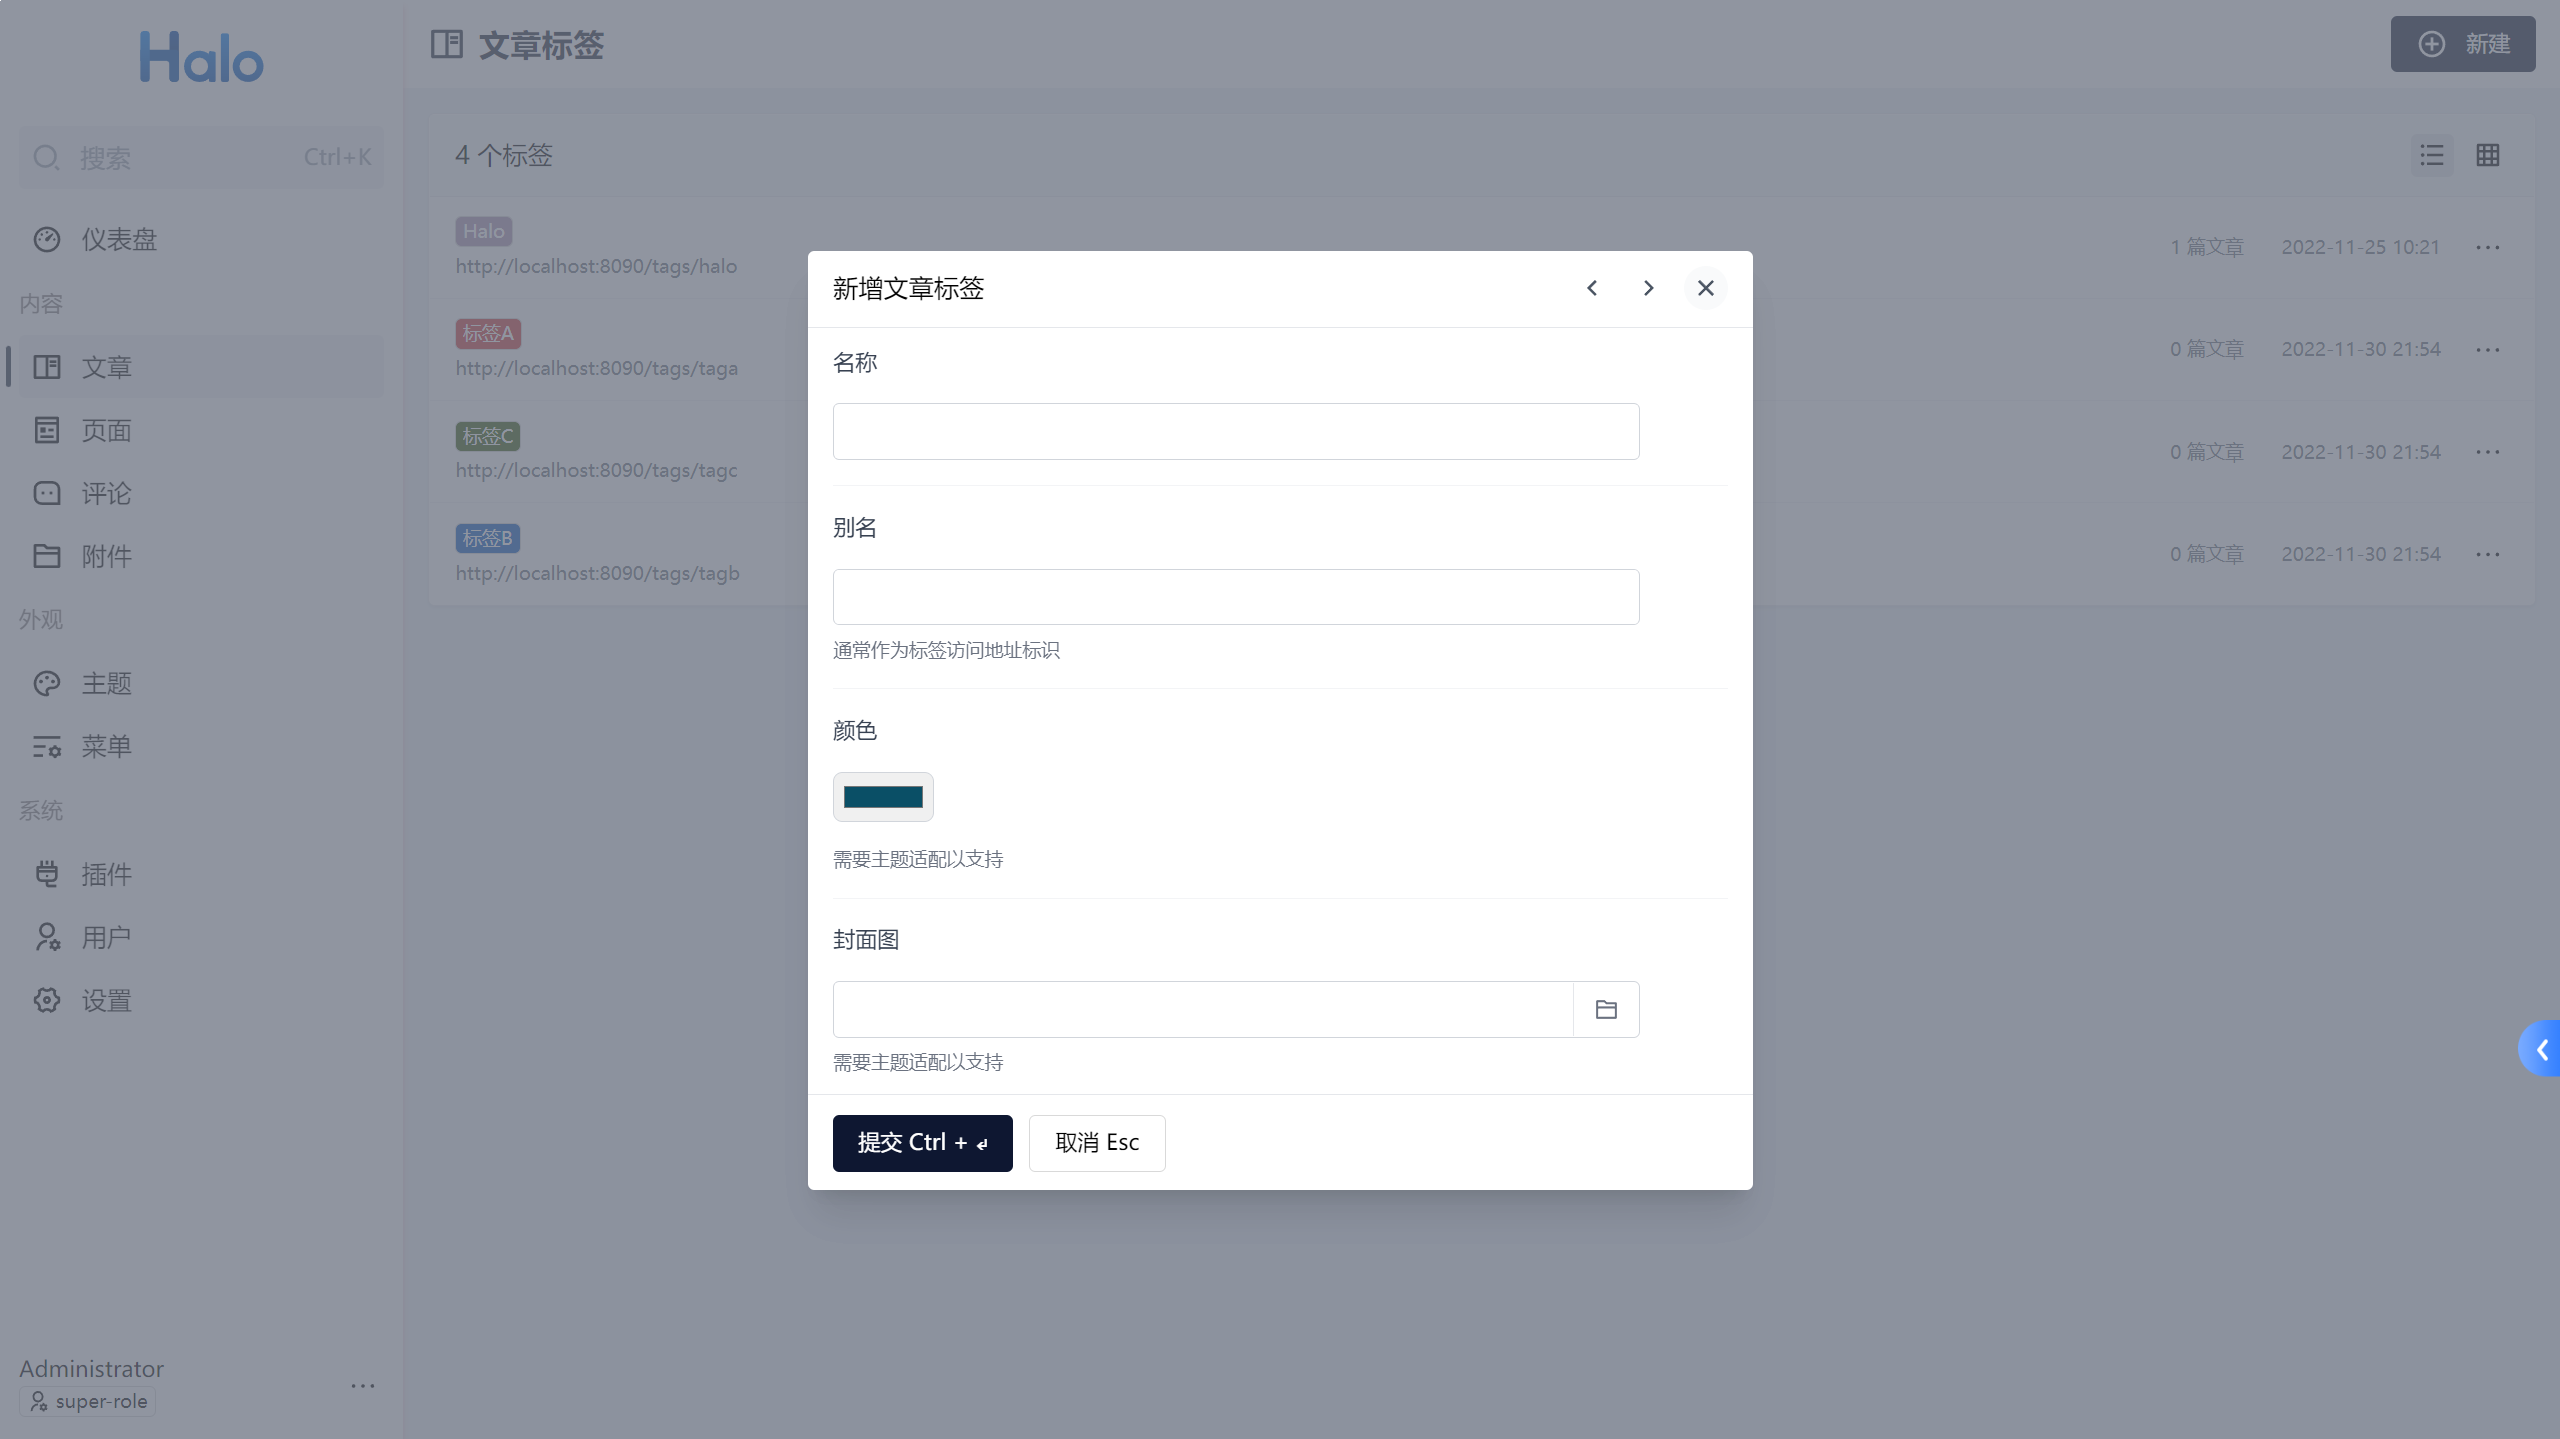 Halo
搜索 Ctrl+K
仪表盘
内容
文章
页面
评论
附件
外观
主题
菜单
系统
插件
用户
设置
Administrator
super-role
文章标签
新建
4 个标签
Halo
http://localhost:8090/tags/halo
1 篇文章 2022-11-25 10:21
标签A
http://localhost:8090/tags/taga
0 篇文章 2022-11-30 21:54
标签C
http://localhost:8090/tags/tagc
0 篇文章 2022-11-30 21:54
标签B
http://localhost:8090/tags/tagb
0 篇文章 2022-11-30 21:54
新增文章标签
名称
别名
通常作为标签访问地址标识
颜色
需要主题适配以支持
封面图
需要主题适配以支持
提交 Ctrl + ↵
取消 Esc